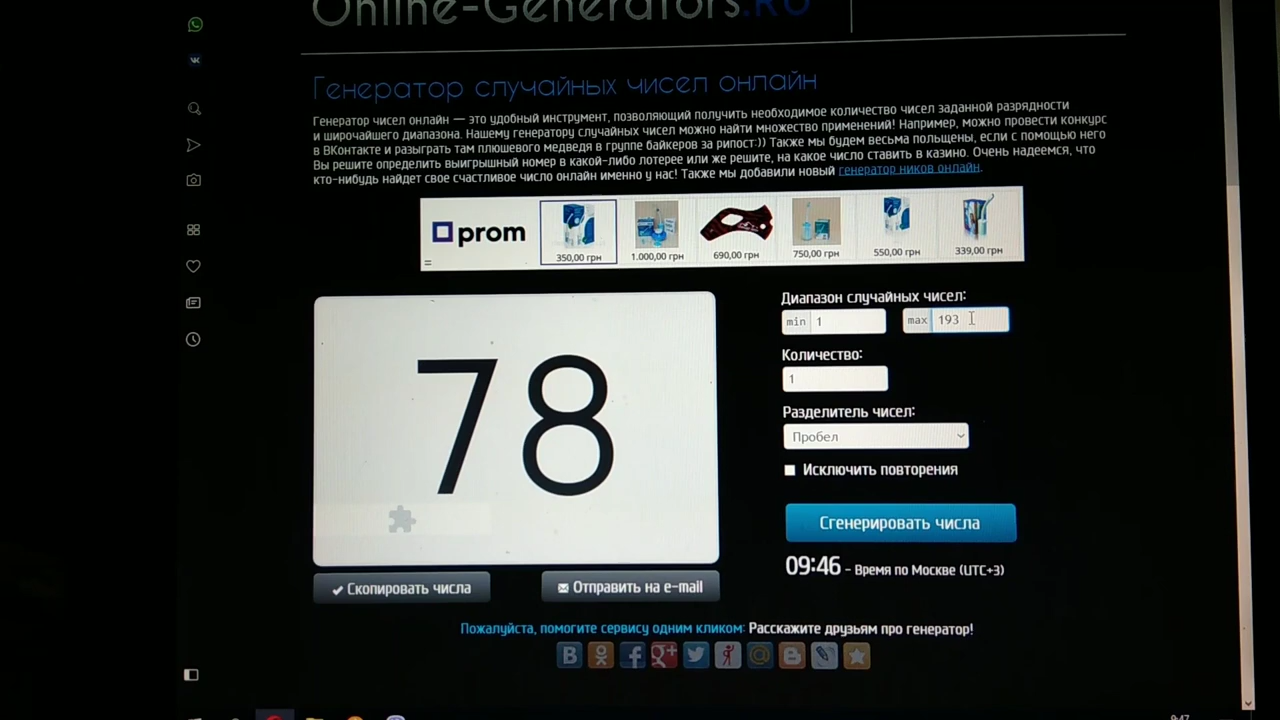 Online-Generators.RU
Генератор случайных чисел онлайн
Генератор чисел онлайн — это удобный инструмент, позволяющий получить необходимое количество чисел заданной разрядности
и широчайшего диапазона. Нашему генератору случайных чисел можно найти множество применений! Например, можно провести конкурс
в ВКонтакте и разыграть там плюшевого медведя в группе байкеров за рипост:)) Также мы будем весьма польщены, если с помощью него
Вы решите определить выигрышный номер в какой-либо лотерее или же решите, на какое число ставить в казино. Очень надеемся, что
кто-нибудь найдет свое счастливое число онлайн именно у нас! Также мы добавили новый генератор ников онлайн.
prom
350,00 грн 1.000,00 грн 690,00 грн 750,00 грн 550,00 грн 339,00 грн
78
Диапазон случайных чисел:
min 1 max 193
Количество:
1
Разделитель чисел:
Пробел
Исключить повторения
Сгенерировать числа
09:46 - Время по Москве (UTC+3)
Скопировать числа Отправить на e-mail
Пожалуйста, помогите сервису одним кликом: Расскажите друзьям про генератор!
9:47